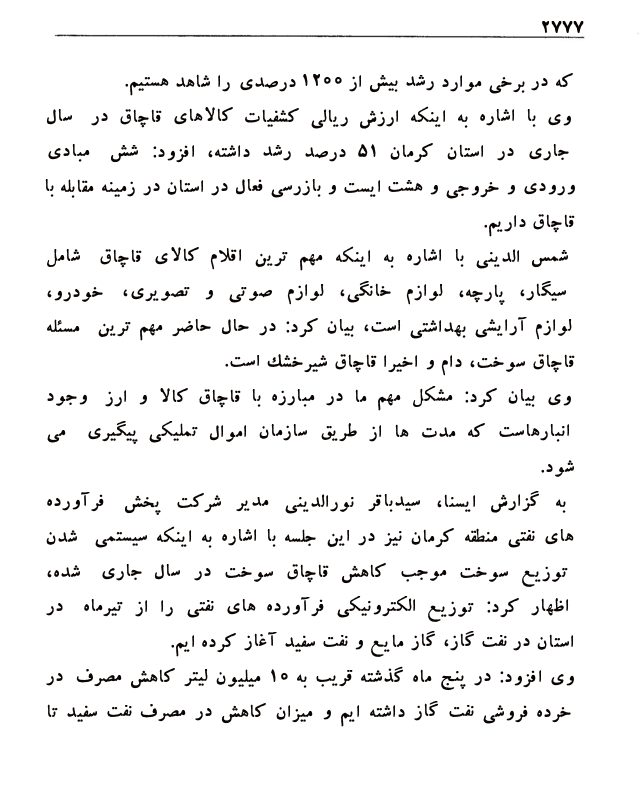 ۲۷۷۷
که در برخی موارد رشد بیش از ۱۲۰۰ درصدی را شاهد هستیم.
وی با اشاره به اینکه ارزش ریالی کشفیات کالاهای قاچاق در سال
جاری در استان کرمان ۵۱ درصد رشد داشته، افزود: شش مبادی
ورودی و خروجی و هشت ایست و بازرسی فعال در استان در زمینه مقابله با
قاچاق داریم.
شمس الدینی با اشاره به اینکه مهم ترین اقلام کالای قاچاق شامل
سیگار، پارچه، لوازم خانگی، لوازم صوتی و تصویری، خودرو،
لوازم آرایشی بهداشتی است، بیان کرد: در حال حاضر مهم ترین مسئله
قاچاق سوخت، دام و اخیرا قاچاق شیرخشك است.
وی بیان کرد: مشکل مهم ما در مبارزه با قاچاق کالا و ارز وجود
انبارهاست که مدت ها از طریق سازمان اموال تملیکی پیگیری می
شود.
به گزارش ایسنا، سیدباقر نورالدینی مدیر شرکت پخش فرآورده
های نفتی منطقه کرمان نیز در این جلسه با اشاره به اینکه سیستمی شدن
توزیع سوخت موجب کاهش قاچاق سوخت در سال جاری شده،
اظهار کرد: توزیع الکترونیکی فرآورده های نفتی را از تیرماه در
استان در نفت گاز، گاز مایع و نفت سفید آغاز کرده ایم.
وی افزود: در پنج ماه گذشته قریب به ۱۰ میلیون لیتر کاهش مصرف در
خرده فروشی نفت گاز داشته ایم و میزان کاهش در مصرف نفت سفید تا